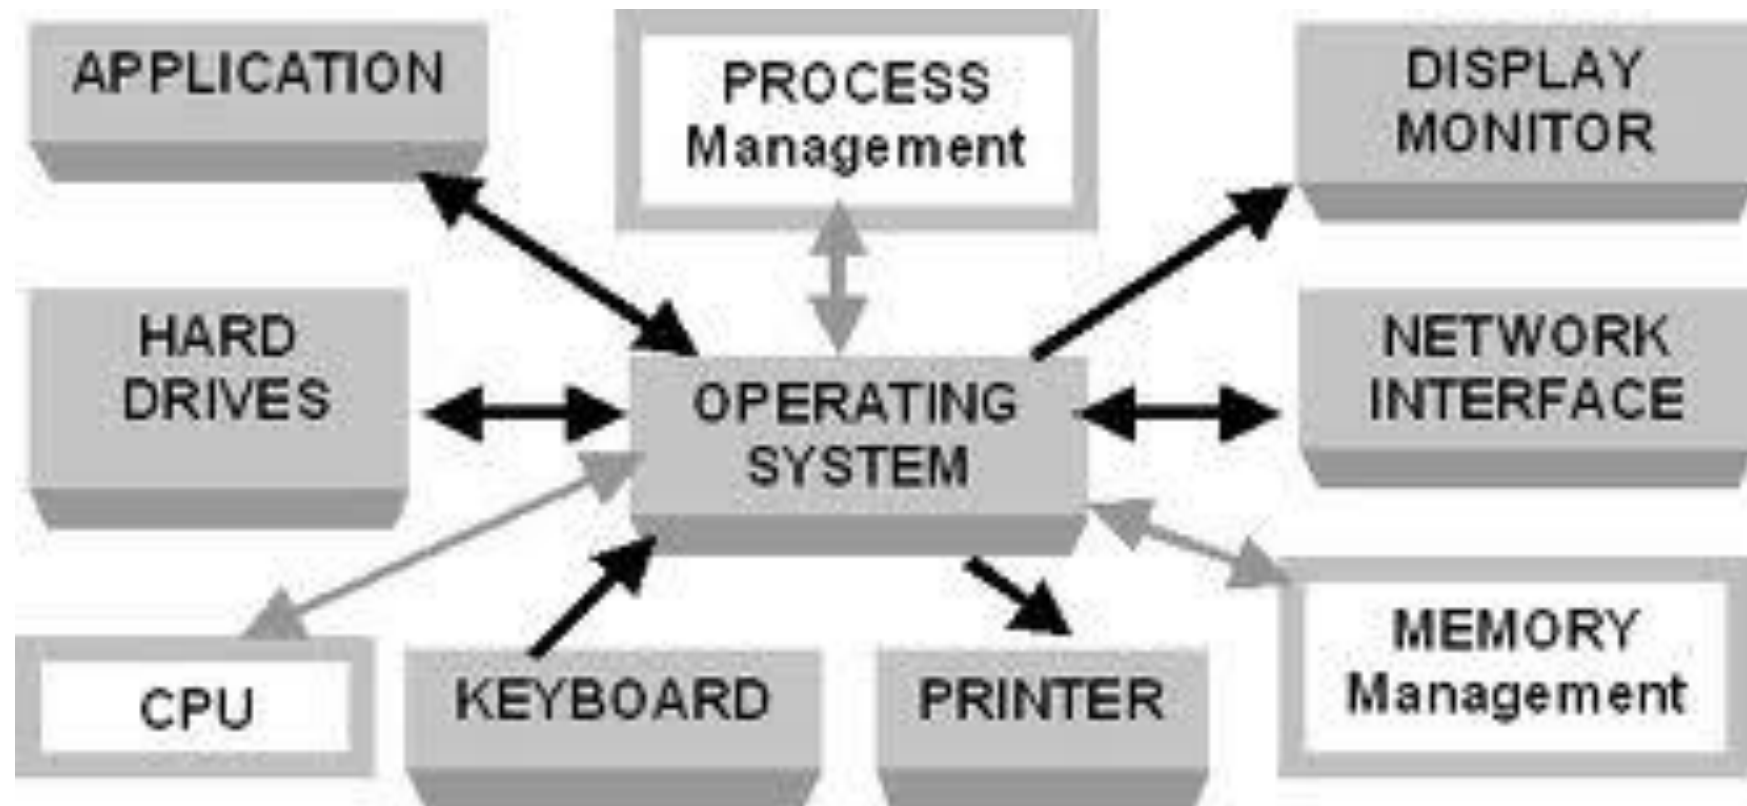 APPLICATION
PROCESS
Management
DISPLAY
MONITOR
HARD
DRIVES
OPERATING
SYSTEM
NETWORK
INTERFACE
CPU
KEYBOARD
PRINTER
MEMORY
Management